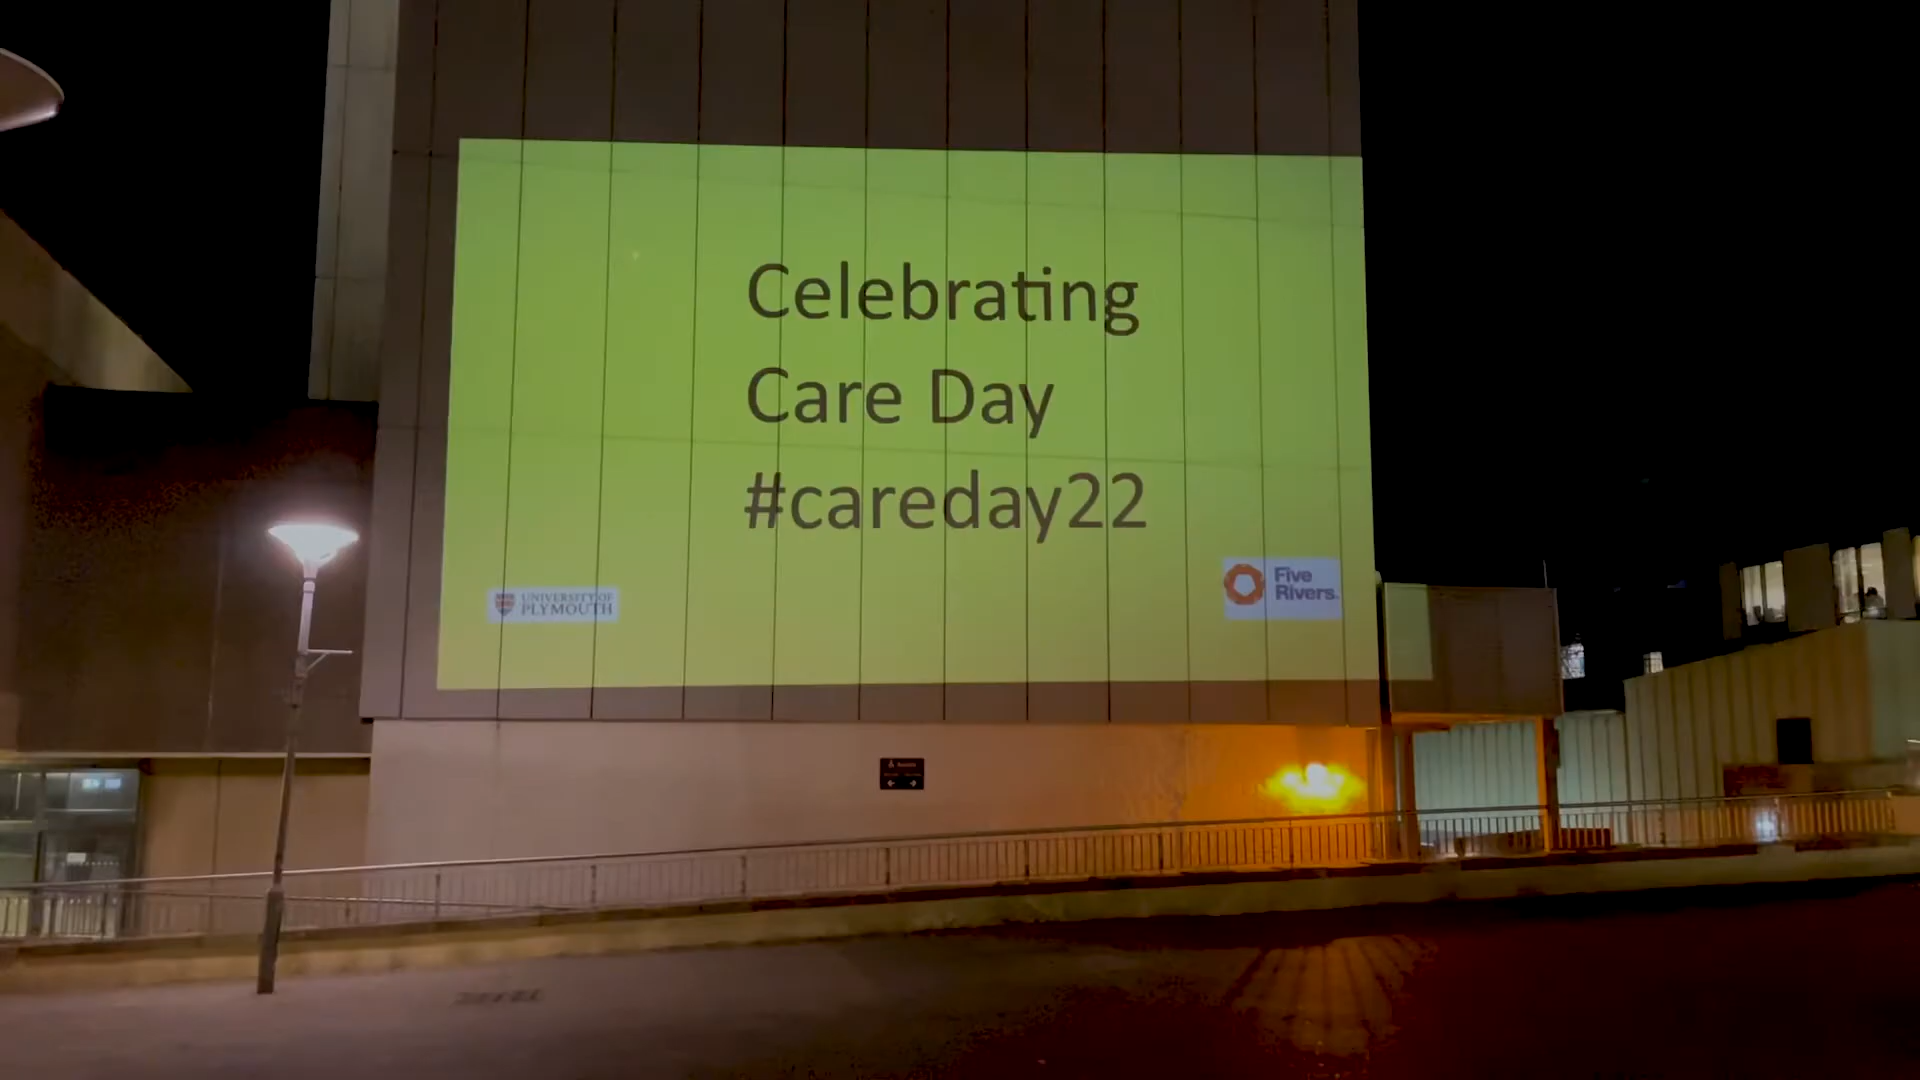 Celebrating
Care Day
#careday22
UNIVERSITY OF
PLYMOUTH
Five
Rivers.